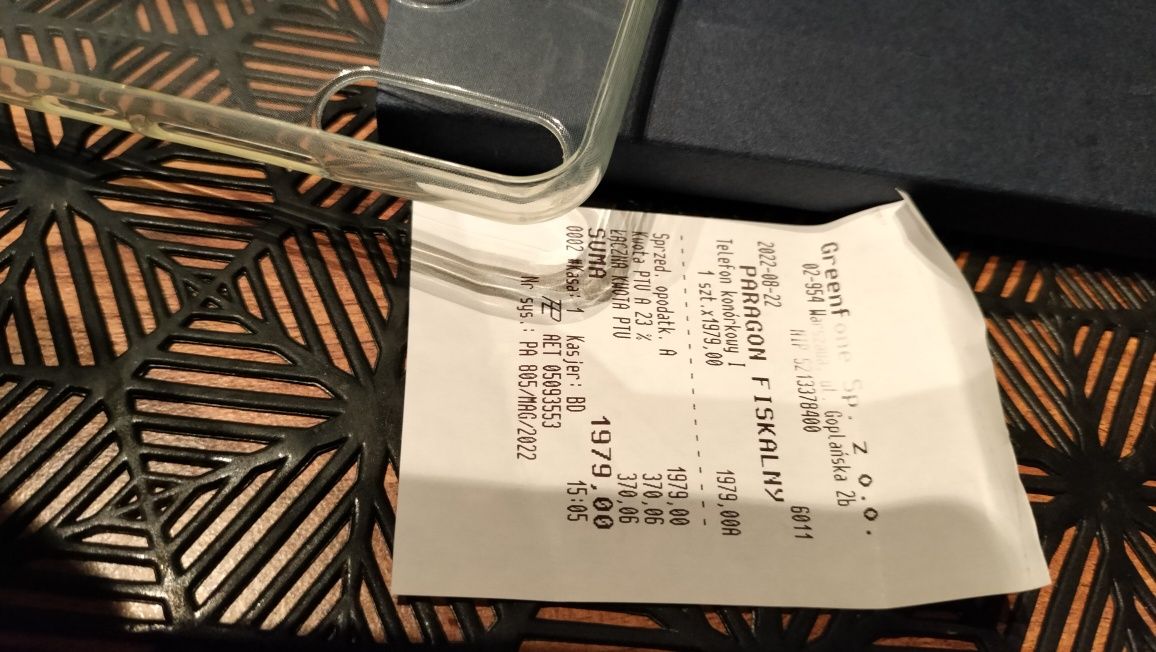 Greenfone Sp. z o.o.
02-954 Warszawa, ul. Goplańska 2b
NIP 5213378400
2022-08-22 6011
PARAGON FISKALNY
Telefon komórkowy I
1 szt.x1979,00 1979,00A
Sprzed. opodatk. A 1979,00
Kwota PTU A 23 % 370,06
ŁĄCZNA KWOTA PTU 370,06
SUMA 1979,00
0002 #Kasa: 1 Kasjer: BD 15:05
AET 05093553
Nr sys.: PA 805/MAG/2022